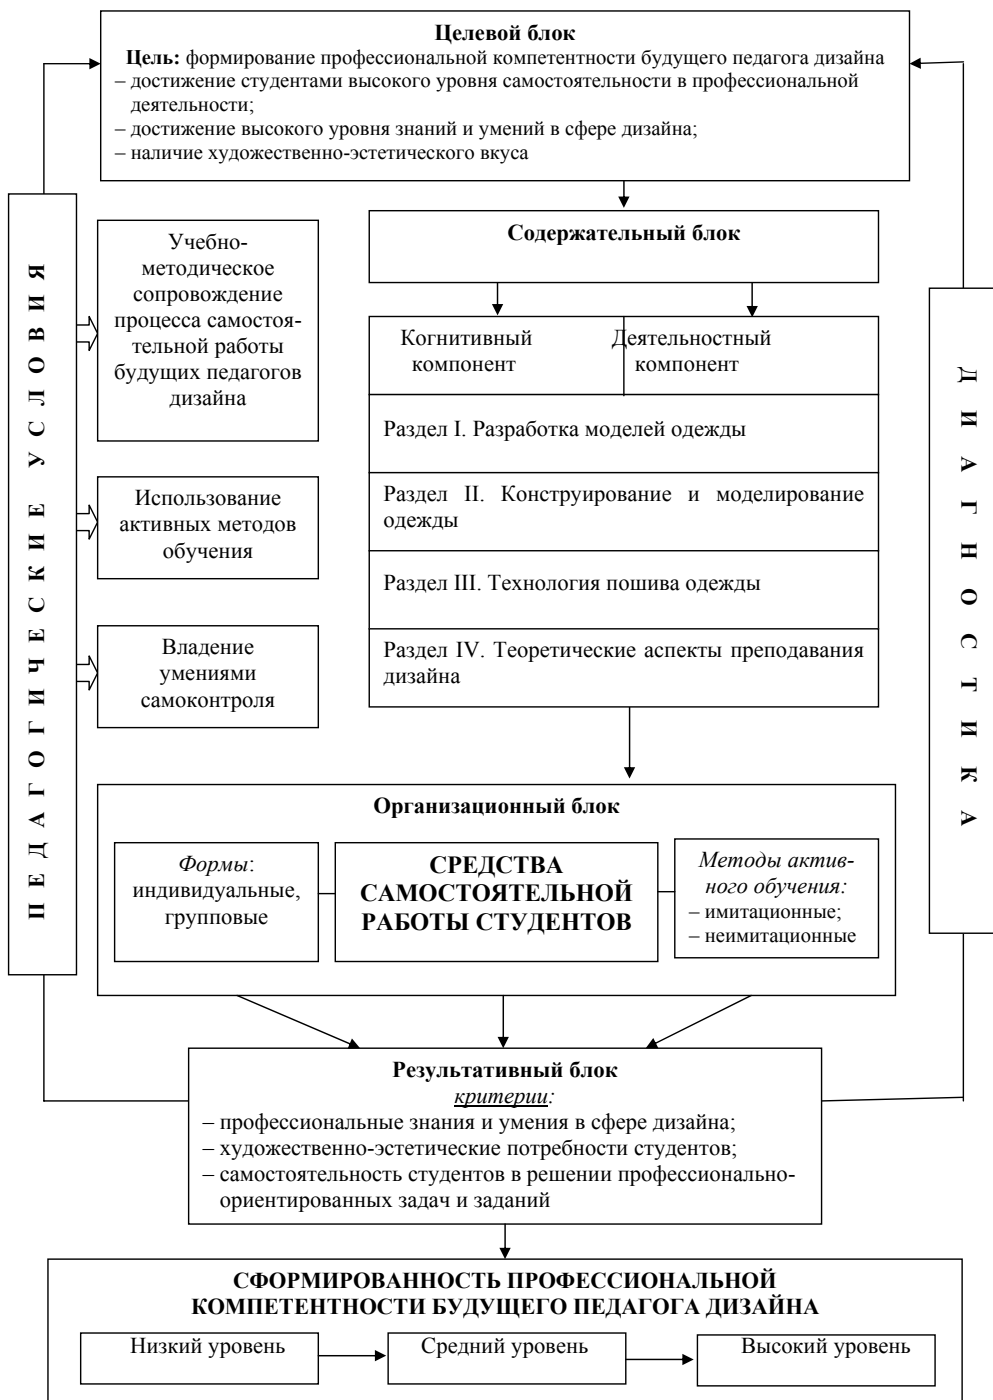 Целевой блок
Цель: формирование профессиональной компетентности будущего педагога дизайна
– достижение студентами высокого уровня самостоятельности в профессиональной
деятельности;
– достижение высокого уровня знаний и умений в сфере дизайна;
– наличие художественно-эстетического вкуса
ПЕДАГОГИЧЕСКИЕ УСЛОВИЯ
Учебно-
методическое
сопровождение
процесса самостоя-
тельной работы
будущих педагогов
дизайна
Использование
активных методов
обучения
Владение
умениями
самоконтроля
Содержательный блок
Когнитивный
компонент
Деятельностный
компонент
Раздел I. Разработка моделей одежды
Раздел II. Конструирование и моделирование
одежды
Раздел III. Технология пошива одежды
Раздел IV. Теоретические аспекты преподавания
дизайна
ДИАГНОСТИКА
Организационный блок
Формы:
индивидуальные,
групповые
СРЕДСТВА
САМОСТОЯТЕЛЬНОЙ
РАБОТЫ СТУДЕНТОВ
Методы актив-
ного обучения:
– имитационные;
– неимитационные
Результативный блок
критерии:
– профессиональные знания и умения в сфере дизайна;
– художественно-эстетические потребности студентов;
– самостоятельность студентов в решении профессионально-
ориентированных задач и заданий
СФОРМИРОВАННОСТЬ ПРОФЕССИОНАЛЬНОЙ
КОМПЕТЕНТНОСТИ БУДУЩЕГО ПЕДАГОГА ДИЗАЙНА
Низкий уровень
Средний уровень
Высокий уровень